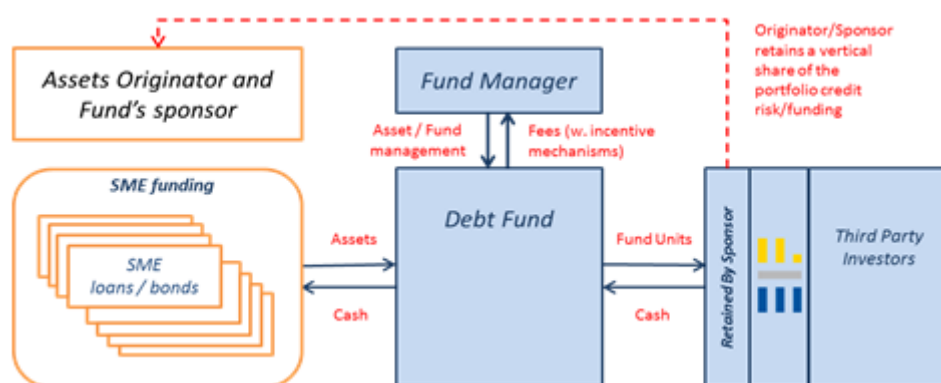 Assets Originator and
Fund's sponsor
Fund Manager
Originator/Sponsor
retains a vertical
share of the
portfolio credit
risk/funding
Asset / Fund
management
Fees (w. incentive
mechanisms)
SME funding
SME
loans / bonds
Assets
Cash
Debt Fund
Fund Units
Cash
Retained By Sponsor
Third Party
Investors